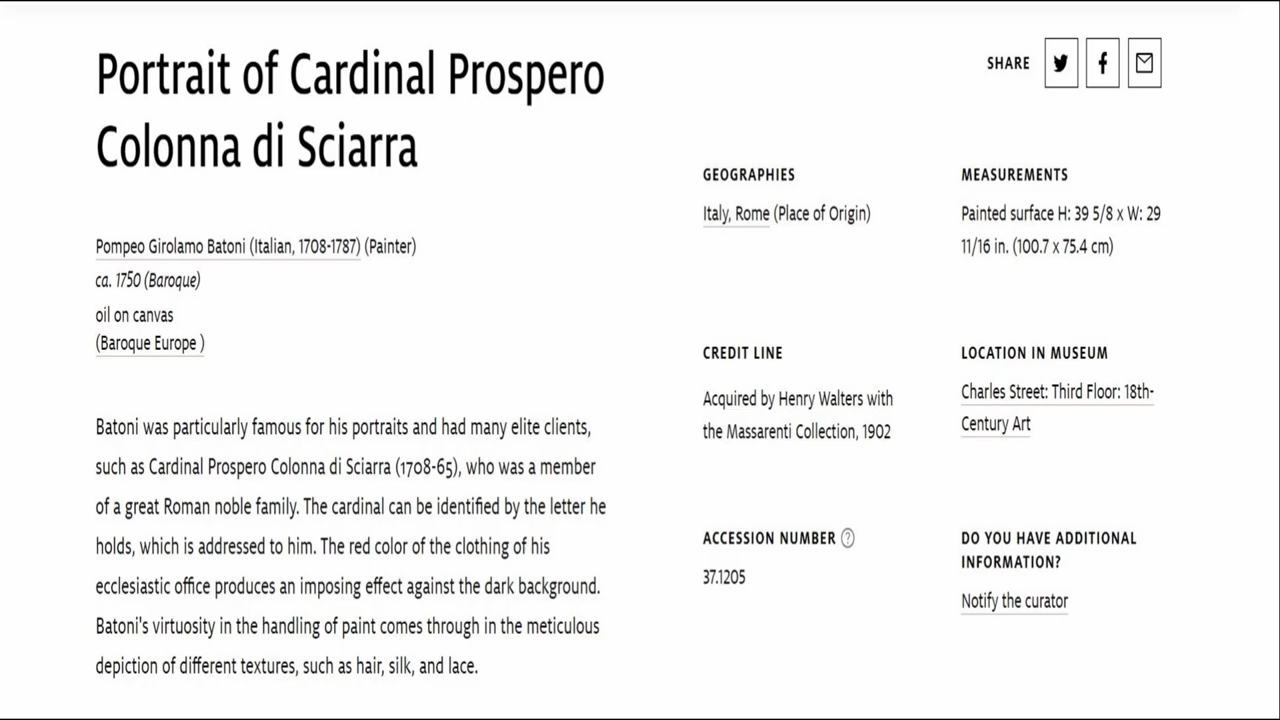 Portrait of Cardinal Prospero
Colonna di Sciarra
Pompeo Girolamo Batoni (Italian, 1708-1787) (Painter)
ca. 1750 (Baroque)
oil on canvas
(Baroque Europe )
Batoni was particularly famous for his portraits and had many elite clients,
such as Cardinal Prospero Colonna di Sciarra (1708-65), who was a member
of a great Roman noble family. The cardinal can be identified by the letter he
holds, which is addressed to him. The red color of the clothing of his
ecclesiastic office produces an imposing effect against the dark background.
Batoni's virtuosity in the handling of paint comes through in the meticulous
depiction of different textures, such as hair, silk, and lace.
SHARE
GEOGRAPHIES
Italy, Rome (Place of Origin)
MEASUREMENTS
Painted surface H: 39 5/8 x W: 29
11/16 in. (100.7 x 75.4 cm)
CREDIT LINE
Acquired by Henry Walters with
the Massarenti Collection, 1902
LOCATION IN MUSEUM
Charles Street: Third Floor: 18th-
Century Art
ACCESSION NUMBER ?
37.1205
DO YOU HAVE ADDITIONAL
INFORMATION?
Notify the curator